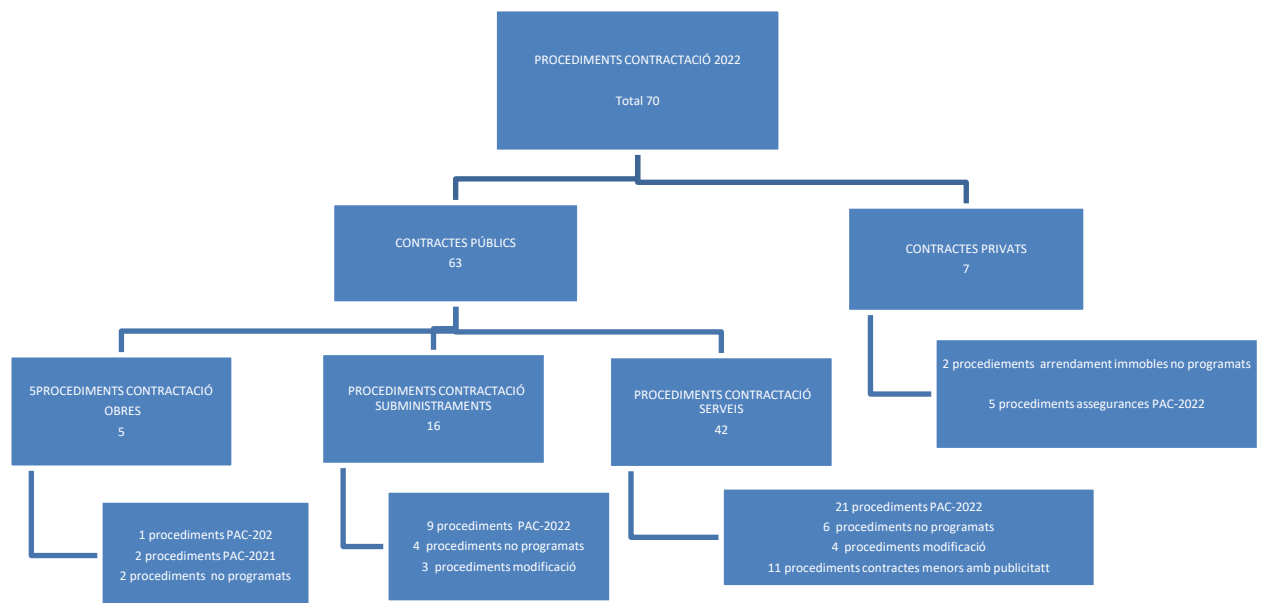 PROCEDIMENTS CONTRACTACIÓ 2022
Total 70
CONTRACTES PÚBLICS
63
CONTRACTES PRIVATS
7
5PROCEDIMENTS CONTRACTACIÓ
OBRES
5
PROCEDIMENTS CONTRACTACIÓ
SUBMINISTRAMENTS
16
PROCEDIMENTS CONTRACTACIÓ
SERVEIS
42
2 procediements arrendament immobles no programats
5 procediments assegurances PAC-2022
1 procediments PAC-202
2 procediments PAC-2021
2 procediments no programats
9 procediments PAC-2022
4 procediments no programats
3 procediments modificació
21 procediments PAC-2022
6 procediments no programats
4 procediments modificació
11 procediments contractes menors amb publicitatt